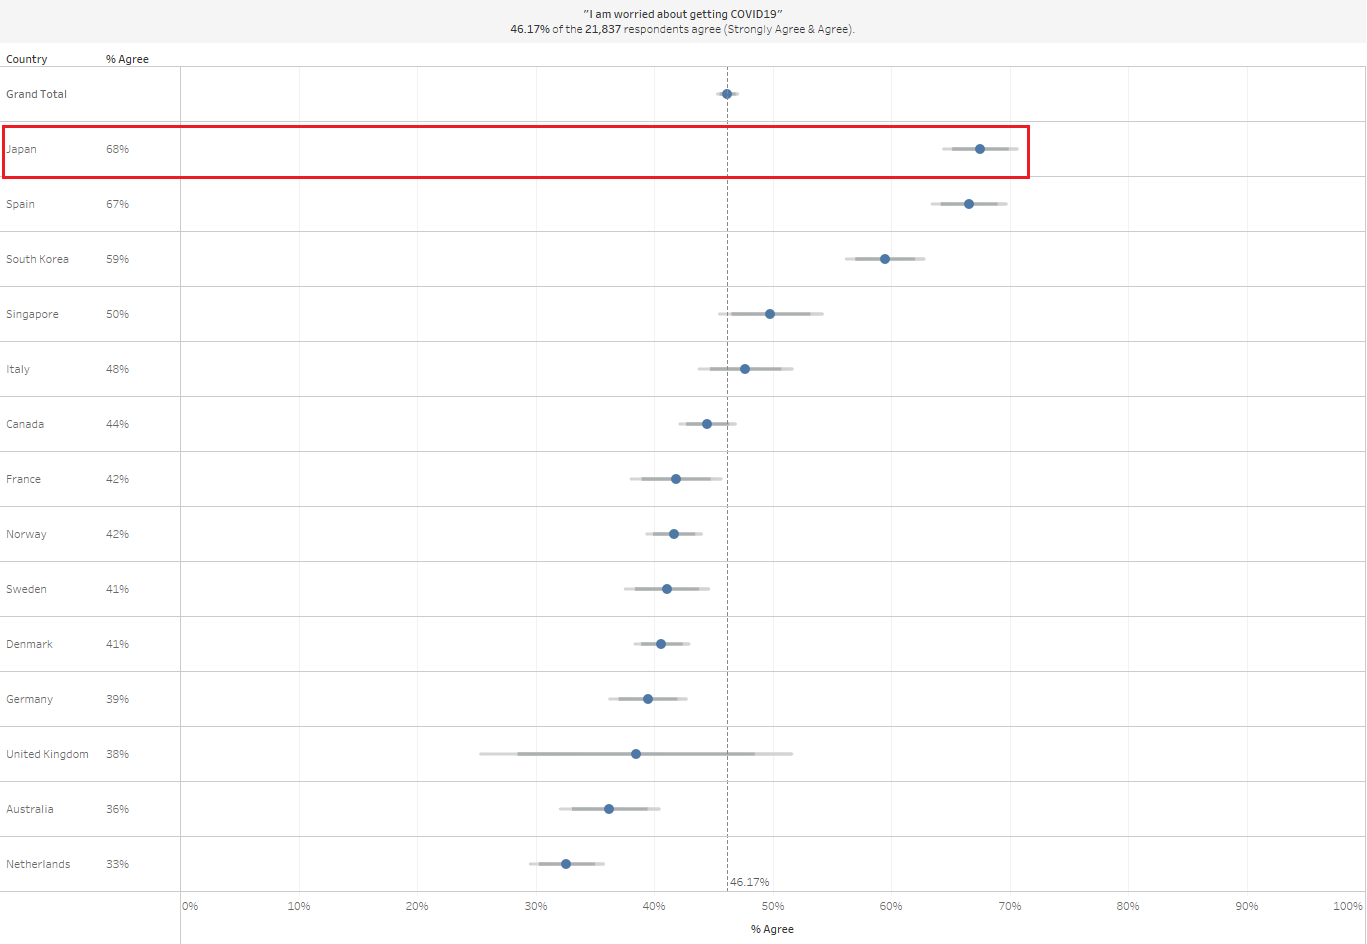 "I am worried about getting COVID19"
46.17% of the 21,837 respondents agree (Strongly Agree & Agree).
Country % Agree
Grand Total
Japan 68%
Spain 67%
South Korea 59%
Singapore 50%
Italy 48%
Canada 44%
France 42%
Norway 42%
Sweden 41%
Denmark 41%
Germany 39%
United Kingdom 38%
Australia 36%
Netherlands 33%
46.17%
0% 10% 20% 30% 40% 50% 60% 70% 80% 90% 100%
% Agree